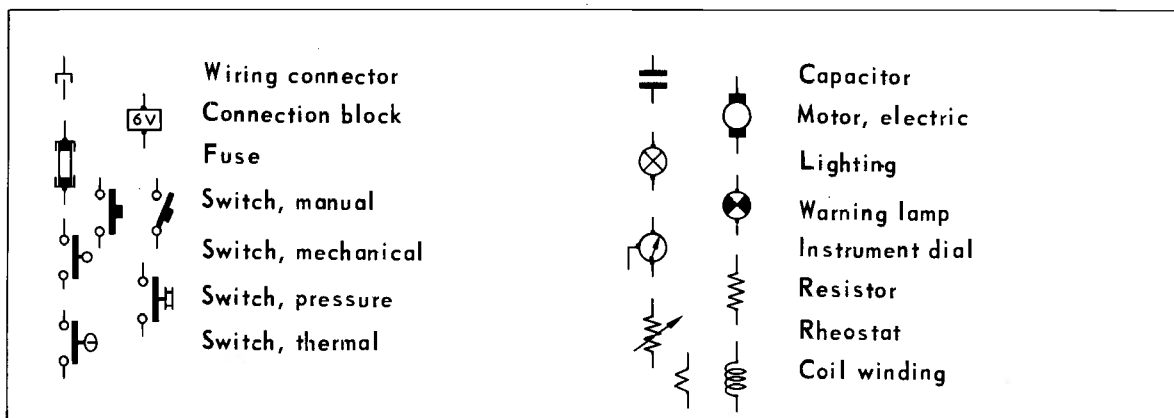 Wiring connector
6V Connection block
Fuse
Switch, manual
Switch, mechanical
Switch, pressure
Switch, thermal
Capacitor
Motor, electric
Lighting
Warning lamp
Instrument dial
Resistor
Rheostat
Coil winding